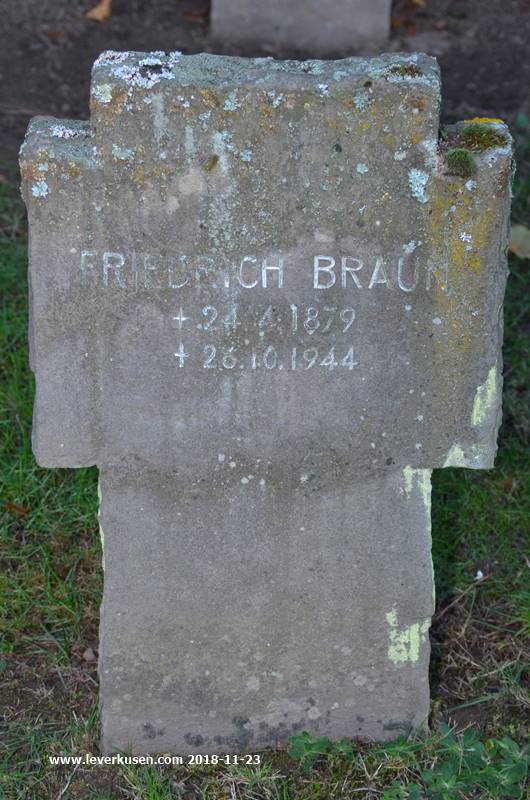 FRIEDRICH BRAUN
+ 24.4.1879
+ 26.10.1944
www.leverkusen.com 2018-11-23